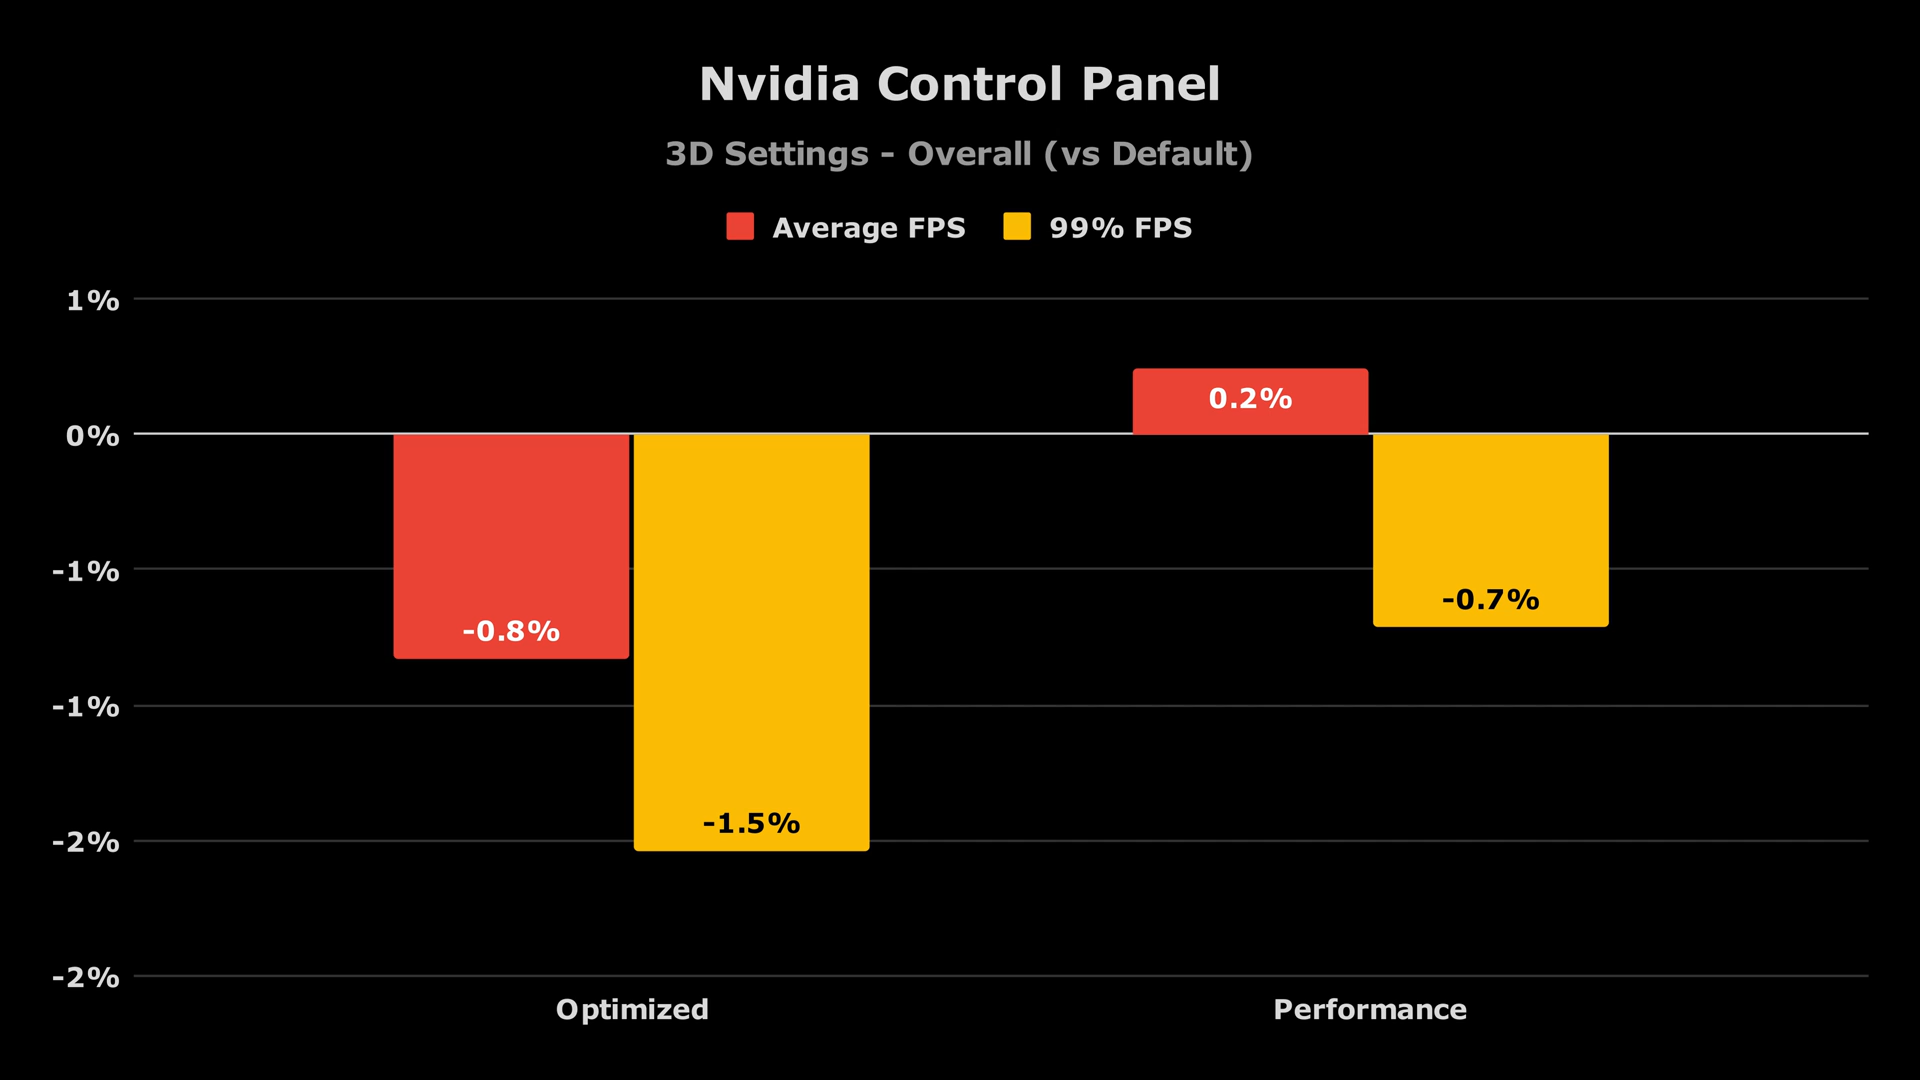 Nvidia Control Panel
3D Settings - Overall (vs Default)
Average FPS 99% FPS
1%
0%
-1%
-1%
-2%
-2%
0.2%
-0.8%
-1.5%
-0.7%
Optimized Performance